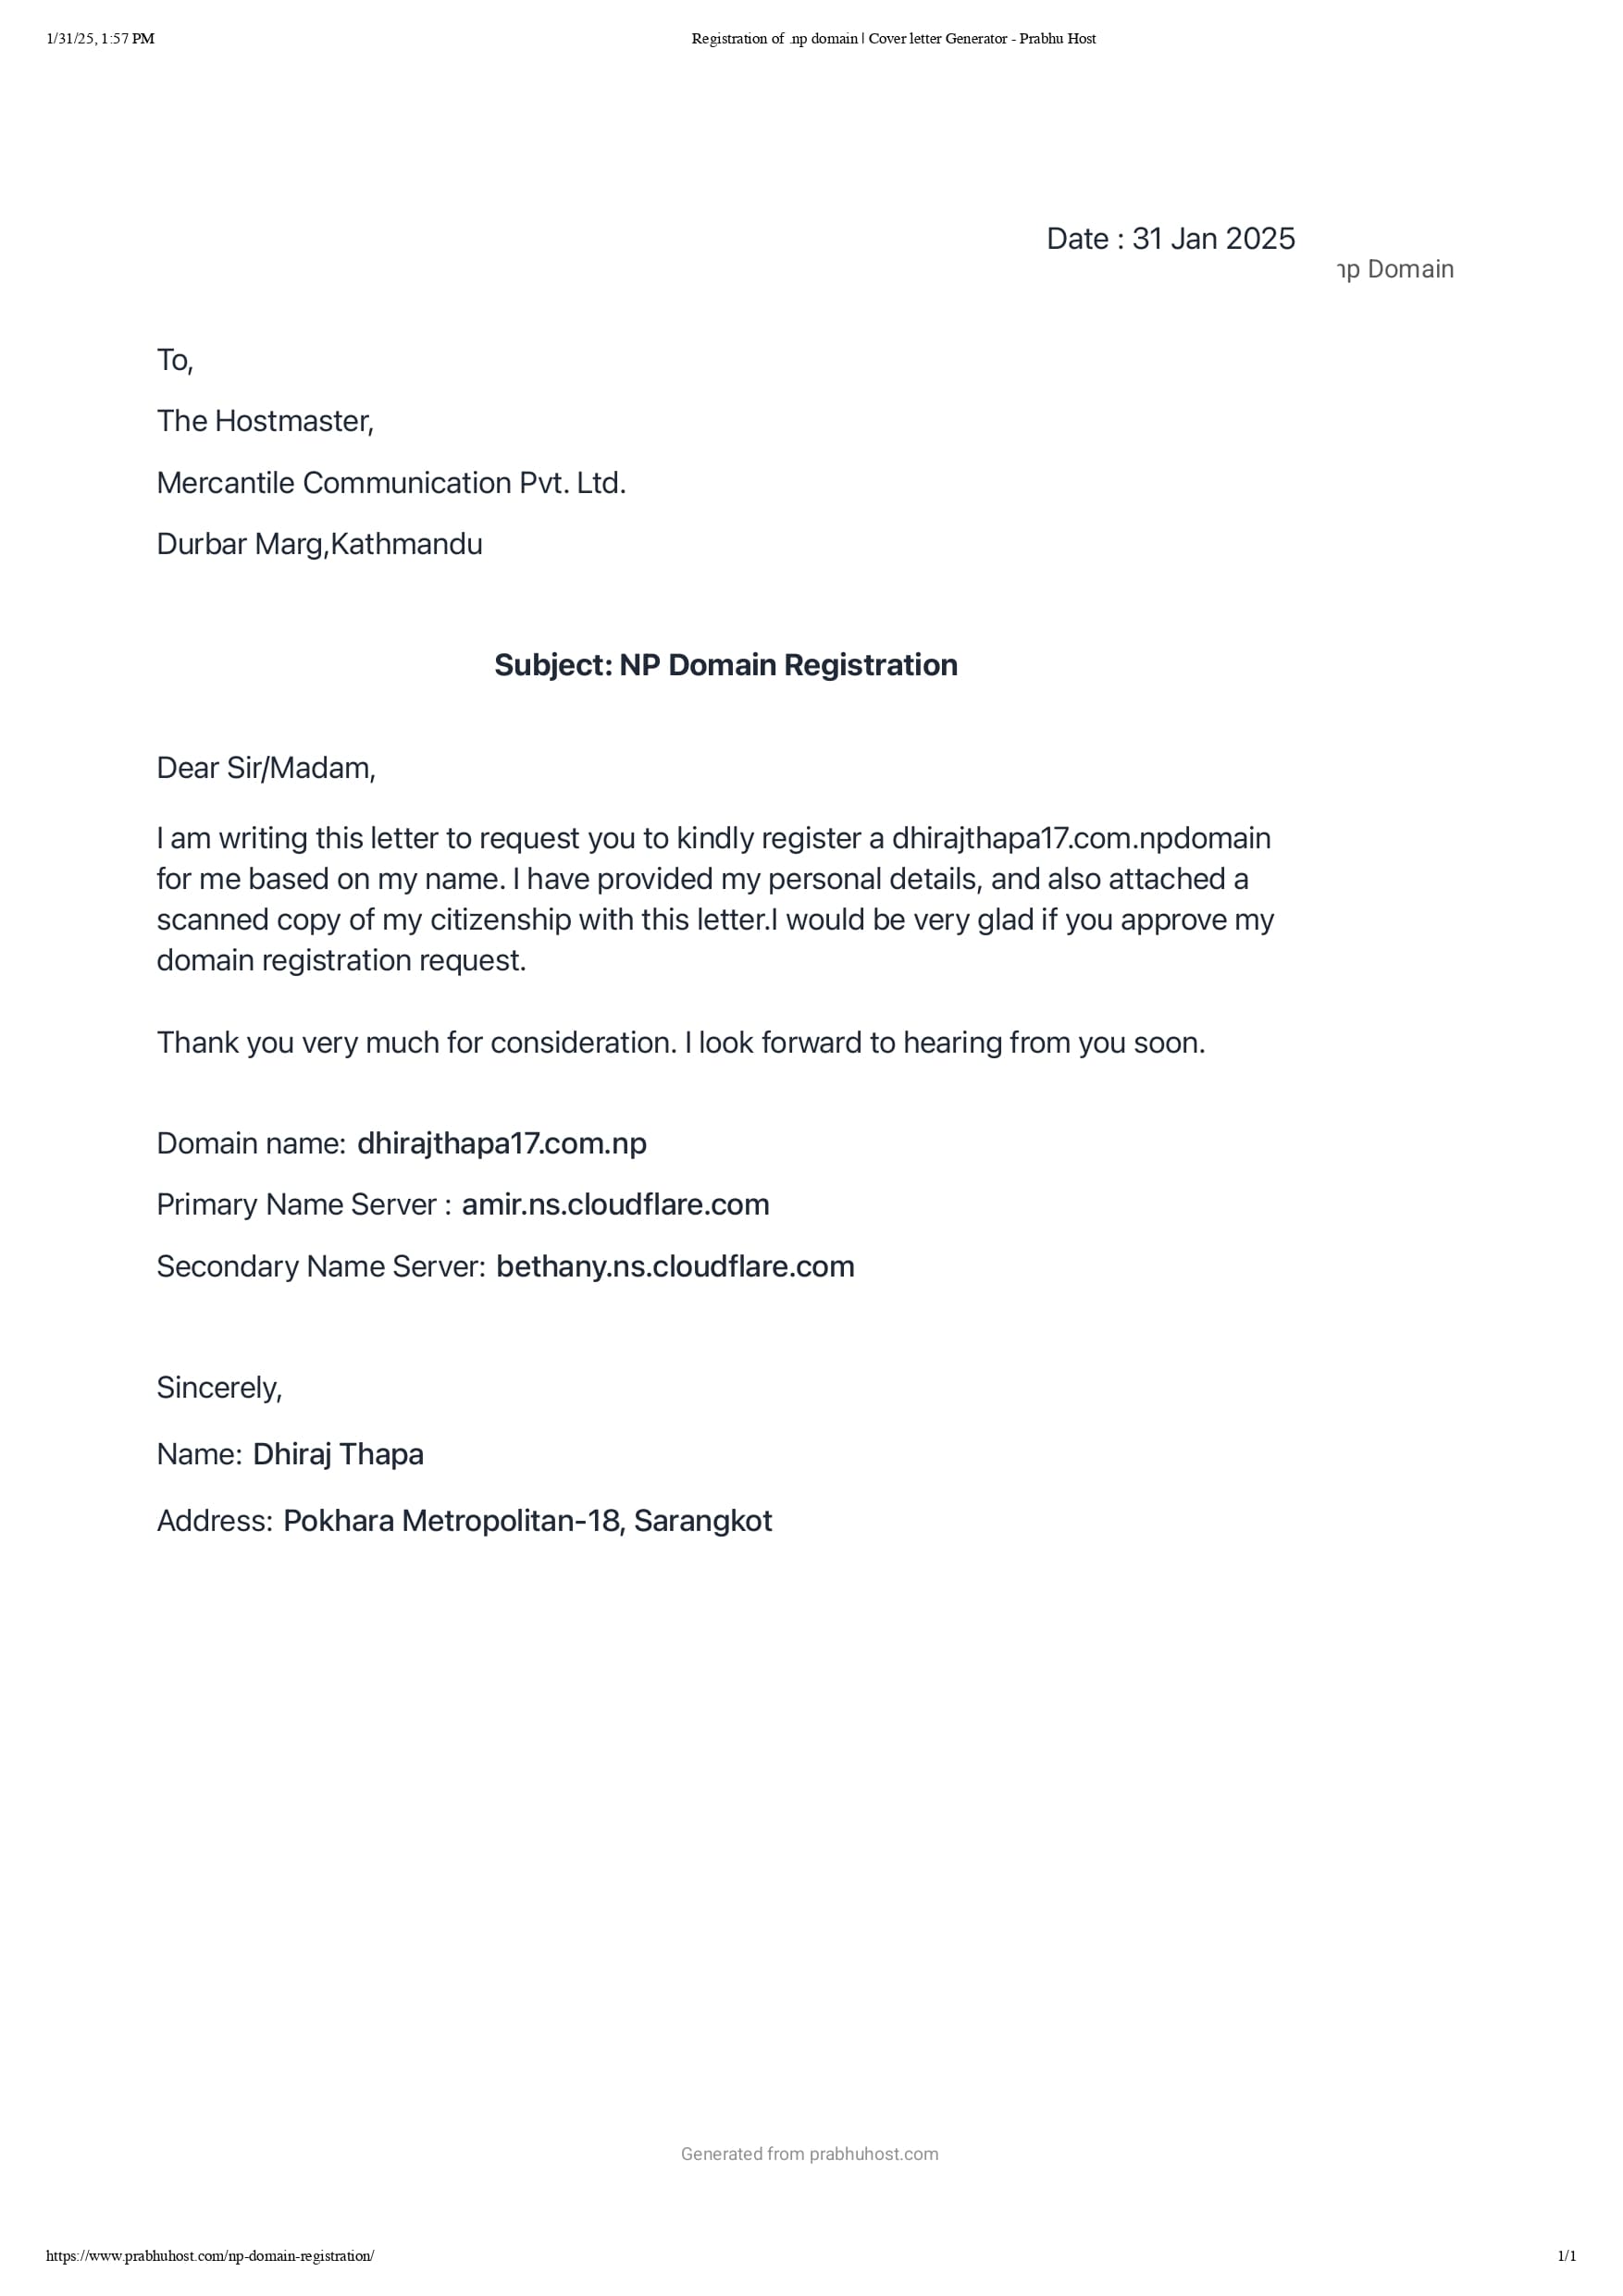 1/31/25, 1:57 PM Registration of .np domain | Cover letter Generator - Prabhu Host
Date : 31 Jan 2025
np Domain
To,
The Hostmaster,
Mercantile Communication Pvt. Ltd.
Durbar Marg,Kathmandu
Subject: NP Domain Registration
Dear Sir/Madam,
I am writing this letter to request you to kindly register a dhirajthapa17.com.npdomain
for me based on my name. I have provided my personal details, and also attached a
scanned copy of my citizenship with this letter.I would be very glad if you approve my
domain registration request.
Thank you very much for consideration. I look forward to hearing from you soon.
Domain name: dhirajthapa17.com.np
Primary Name Server : amir.ns.cloudflare.com
Secondary Name Server: bethany.ns.cloudflare.com
Sincerely,
Name: Dhiraj Thapa
Address: Pokhara Metropolitan-18, Sarangkot
Generated from prabhuhost.com
https://www.prabhuhost.com/np-domain-registration/ 1/1